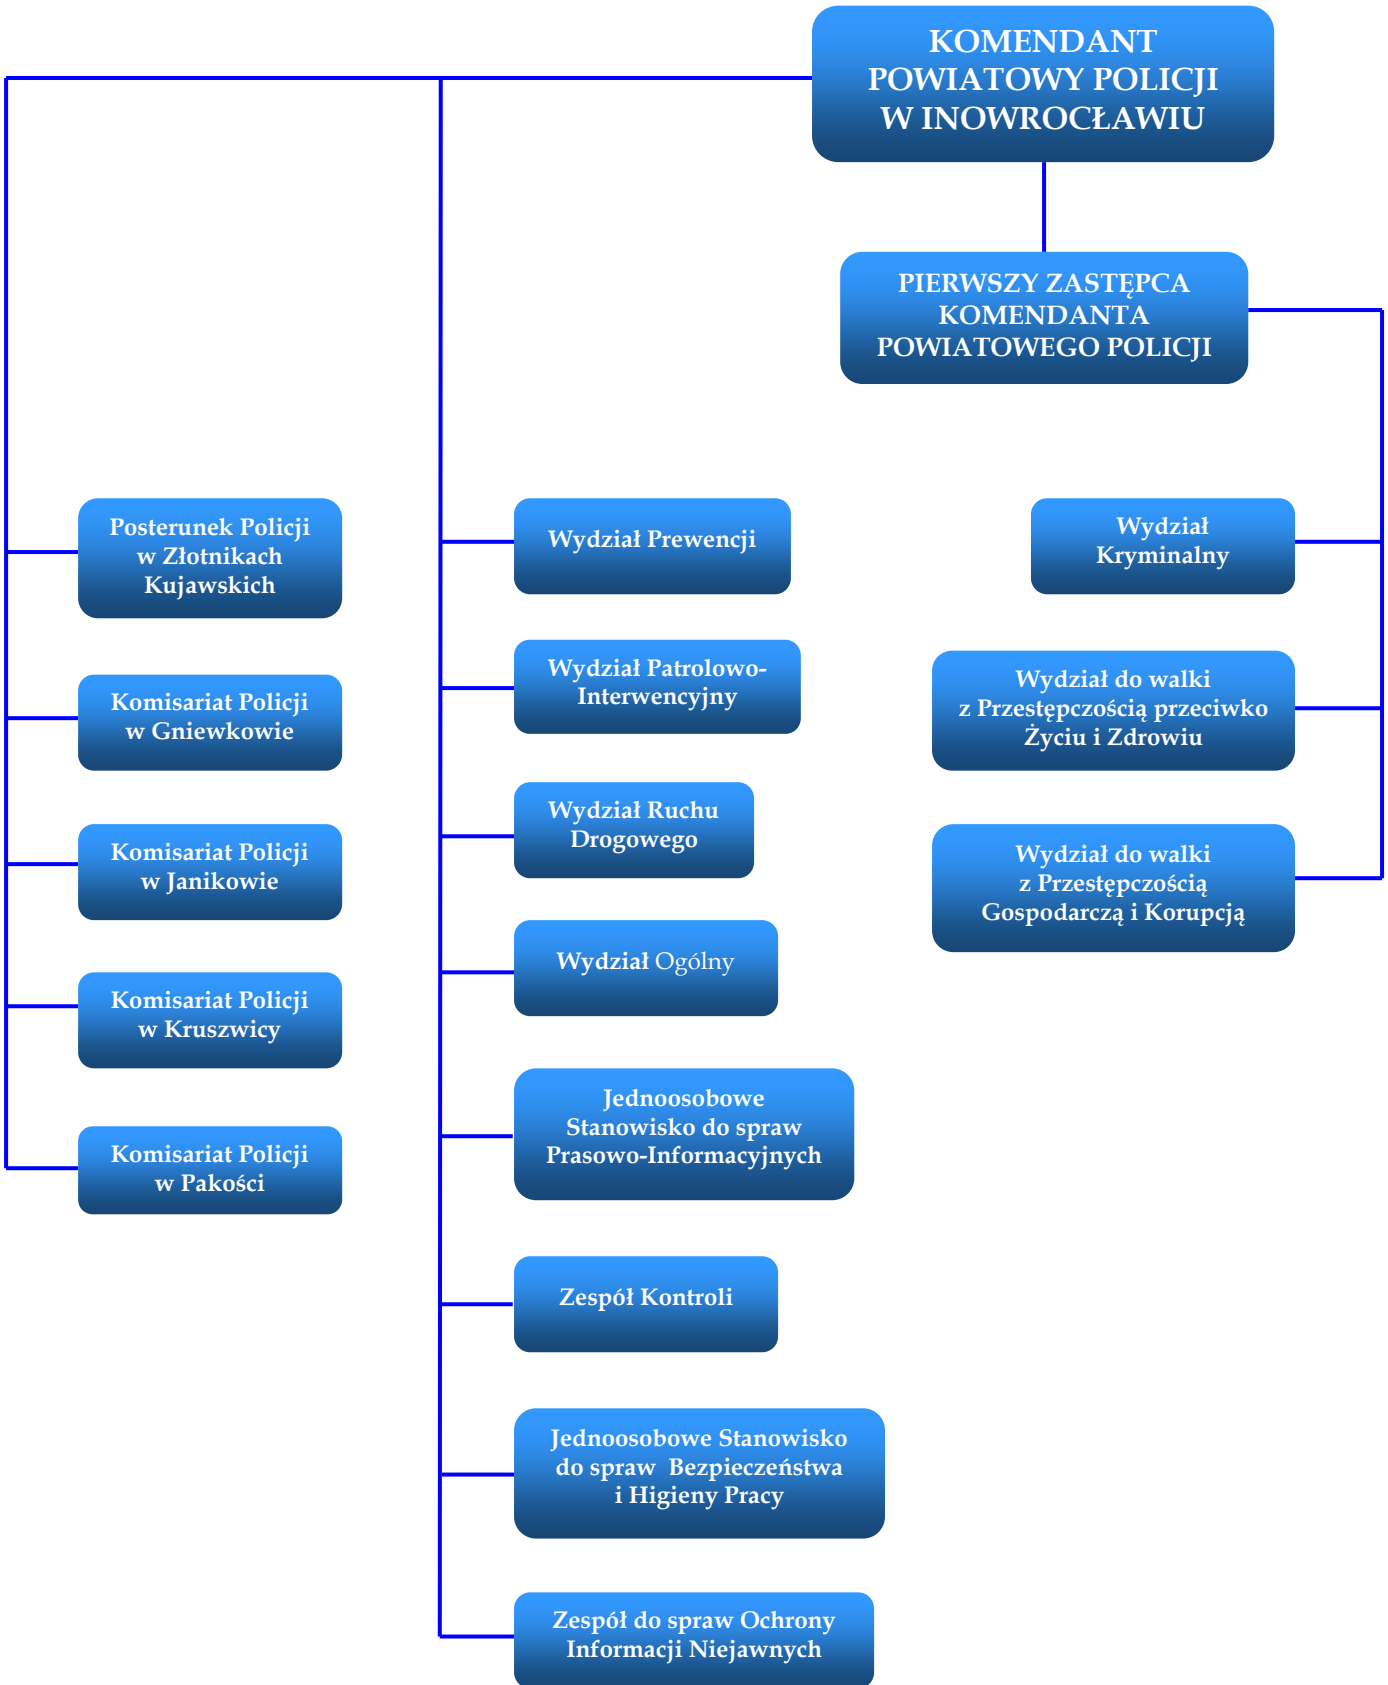 KOMENDANT
POWIATOWY POLICJI
W INOWROCŁAWIU
PIERWSZY ZASTĘPCA
KOMENDANTA
POWIATOWEGO POLICJI
Posterunek Policji
w Złotnikach
Kujawskich
Komisariat Policji
w Gniewkowie
Komisariat Policji
w Janikowie
Komisariat Policji
w Kruszwicy
Komisariat Policji
w Pakości
Wydział Prewencji
Wydział Patrolowo-
Interwencyjny
Wydział Ruchu
Drogowego
Wydział Ogólny
Jednoosobowe
Stanowisko do spraw
Prasowo-Informacyjnych
Zespół Kontroli
Jednoosobowe Stanowisko
do spraw Bezpieczeństwa
i Higieny Pracy
Zespół do spraw Ochrony
Informacji Niejawnych
Wydział
Kryminalny
Wydział do walki
z Przestępczością przeciwko
Życiu i Zdrowiu
Wydział do walki
z Przestępczością
Gospodarczą i Korupcją